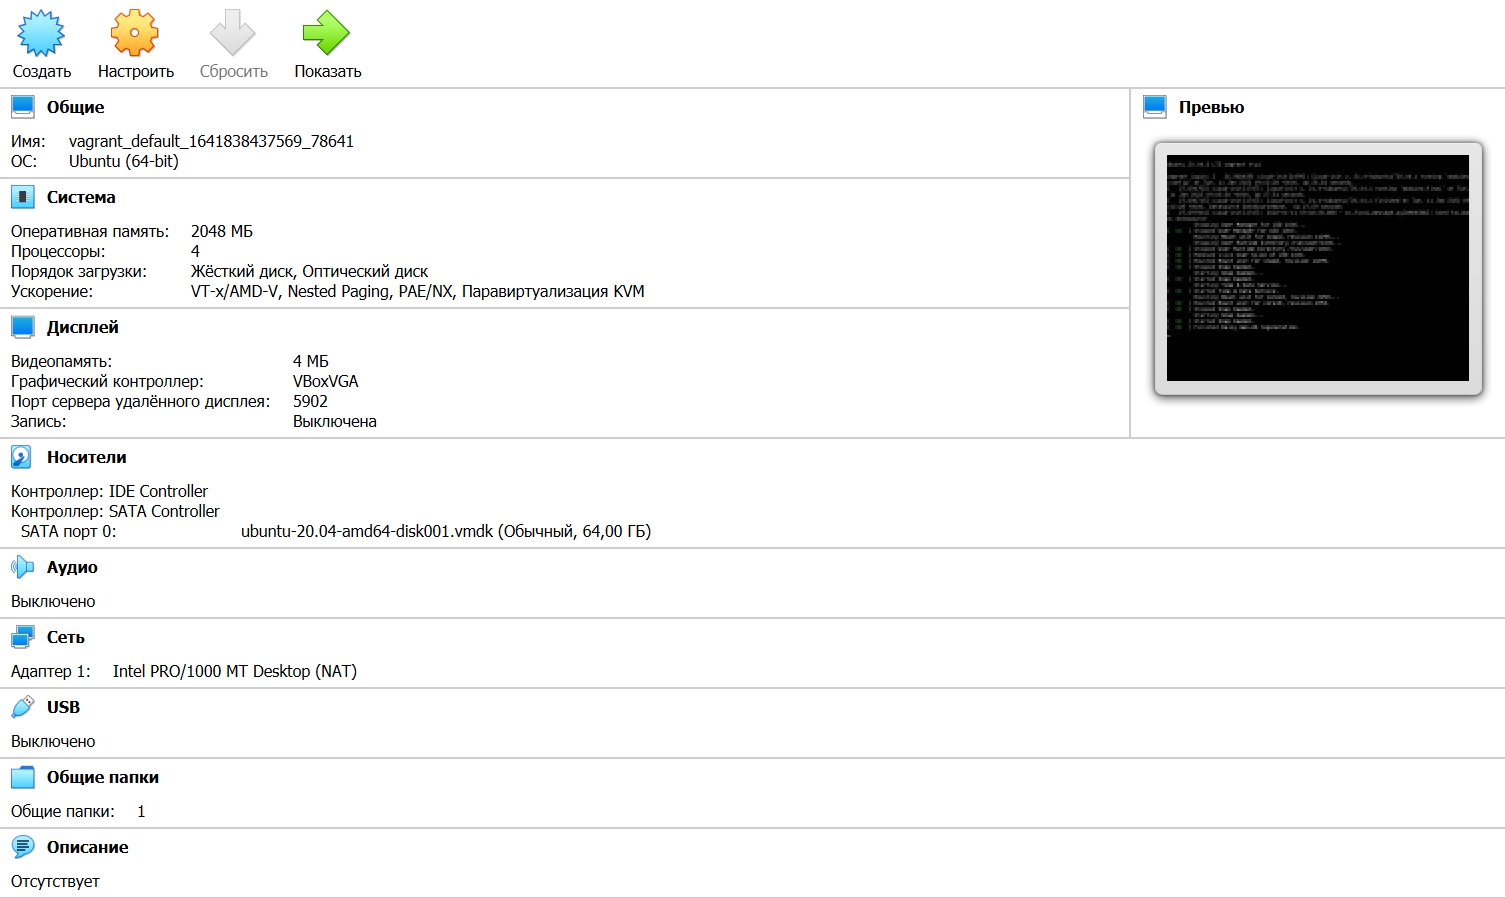 Создать
Настроить
Сбросить
Показать
Общие
Имя: vagrant_default_1641838437569_78641
ОС: Ubuntu (64-bit)
Превью
Система
Оперативная память: 2048 МБ
Процессоры: 4
Порядок загрузки: Жёсткий диск, Оптический диск
Ускорение: VT-x/AMD-V, Nested Paging, PAE/NX, Паравиртуализация KVM
Дисплей
Видеопамять: 4 МБ
Графический контроллер: VBoxVGA
Порт сервера удалённого дисплея: 5902
Запись: Выключена
Носители
Контроллер: IDE Controller
Контроллер: SATA Controller
SATA порт 0: ubuntu-20.04-amd64-disk001.vmdk (Обычный, 64,00 ГБ)
Аудио
Выключено
Сеть
Адаптер 1: Intel PRO/1000 MT Desktop (NAT)
USB
Выключено
Общие папки
Общие папки: 1
Описание
Отсутствует